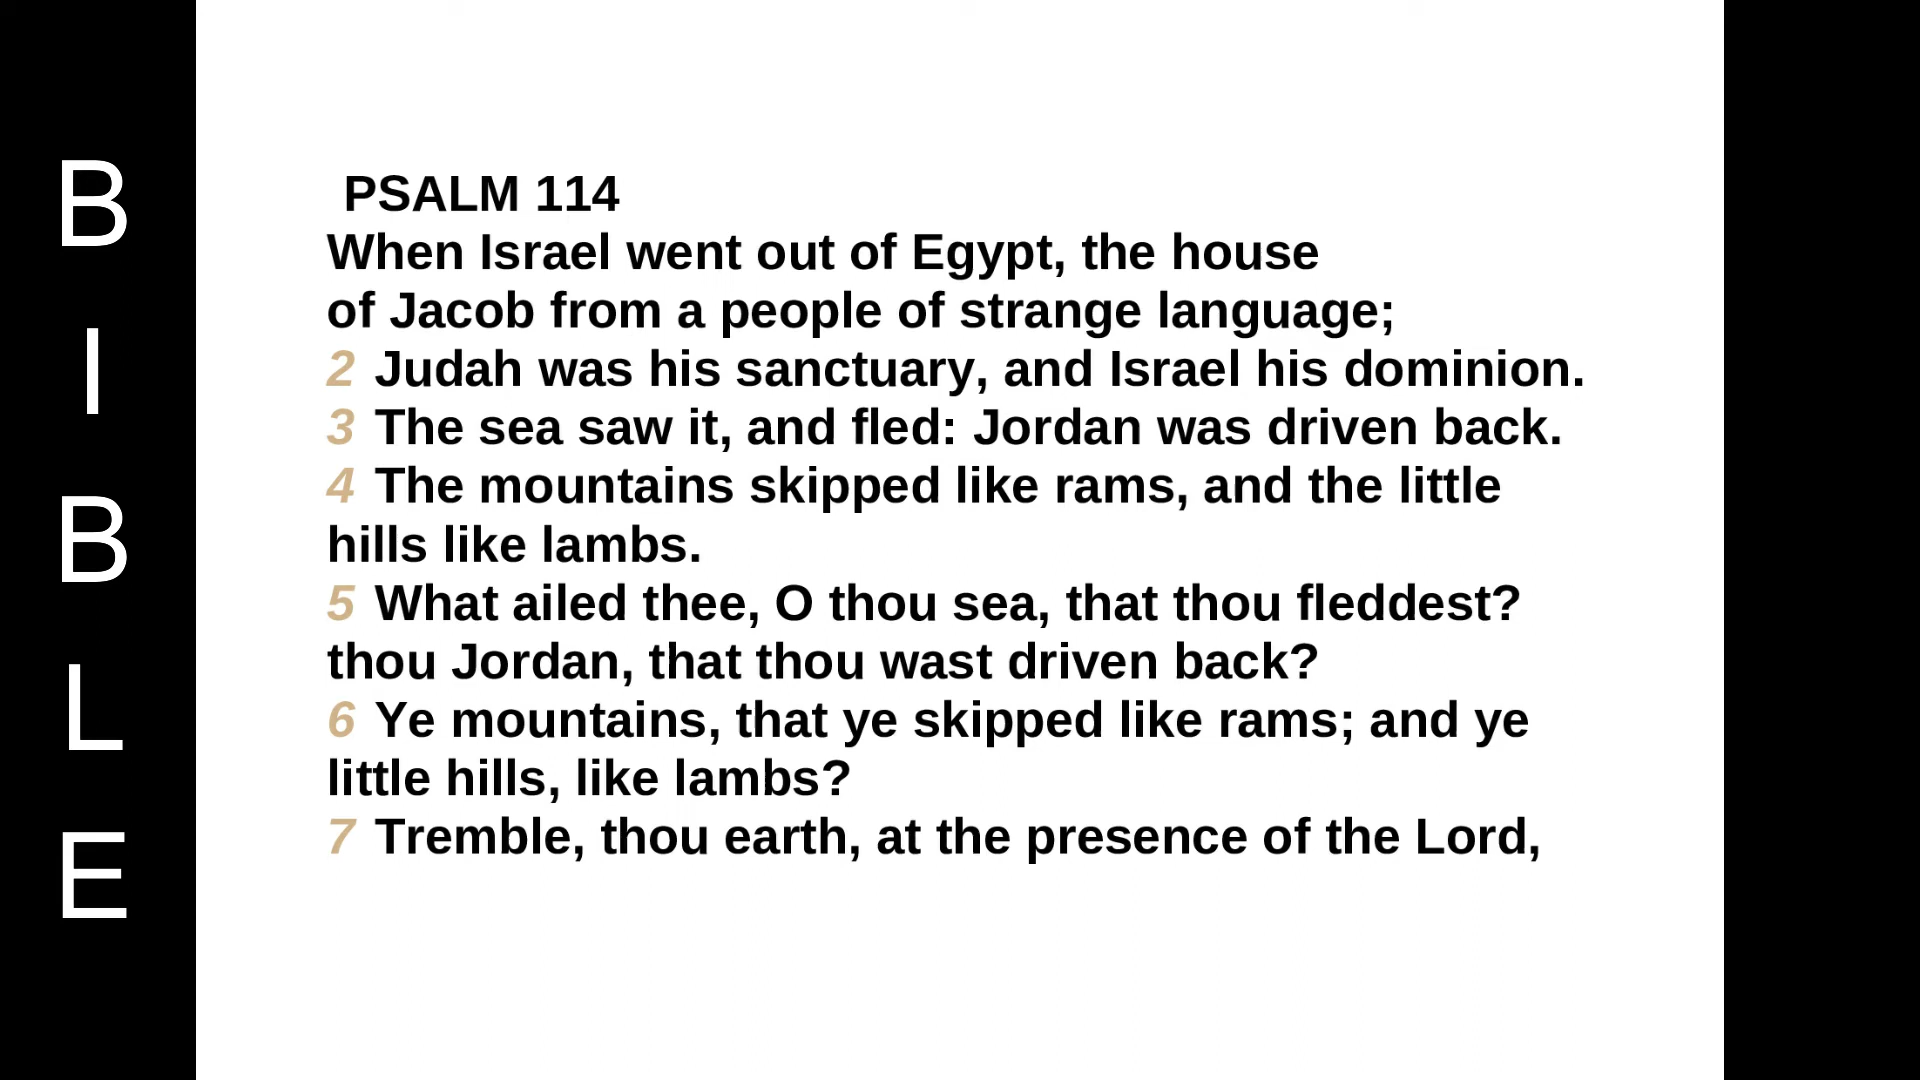 B
I
B
L
E
PSALM 114
When Israel went out of Egypt, the house
of Jacob from a people of strange language;
2 Judah was his sanctuary, and Israel his dominion.
3 The sea saw it, and fled: Jordan was driven back.
4 The mountains skipped like rams, and the little
hills like lambs.
5 What ailed thee, O thou sea, that thou fleddest?
thou Jordan, that thou wast driven back?
6 Ye mountains, that ye skipped like rams; and ye
little hills, like lambs?
7 Tremble, thou earth, at the presence of the Lord,